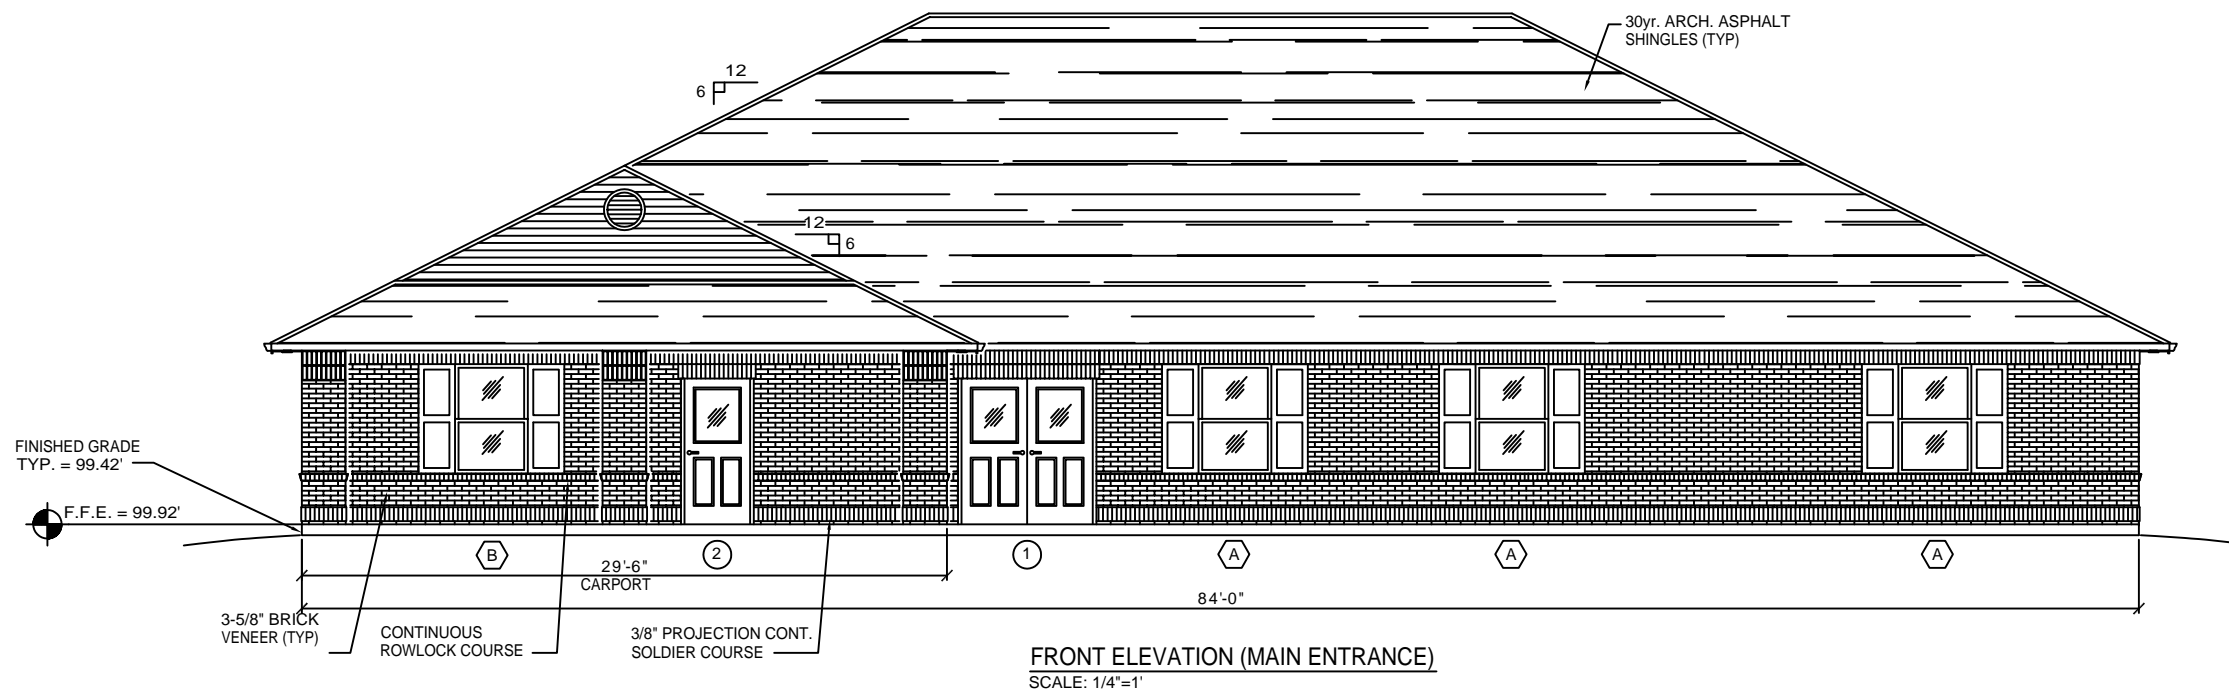 30yr. ARCH. ASPHALT
SHINGLES (TYP)
12
6
12
6
FINISHED GRADE
TYP. = 99.42'
F.F.E. = 99.92'
B
2
1
A
A
A
29'-6"
CARPORT
84'-0"
3-5/8" BRICK
VENEER (TYP)
CONTINUOUS
ROWLOCK COURSE
3/8" PROJECTION CONT.
SOLDIER COURSE
FRONT ELEVATION (MAIN ENTRANCE)
SCALE: 1/4"=1'